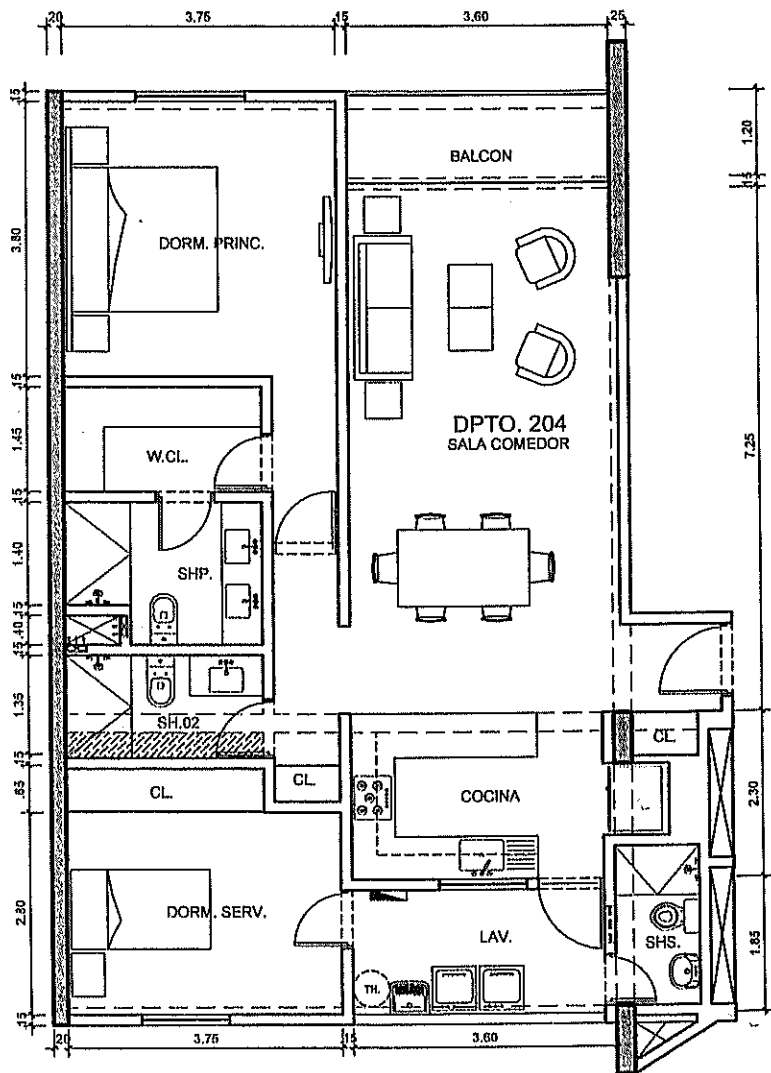 20
3.75
15
3.60
25
15
3.80
15
1.45
15
1.40
15
.40
15
1.35
15
.65
2.80
15
1.20
15
7.25
2.30
1.85
BALCON
DORM. PRINC.
DPTO. 204
SALA COMEDOR
W.CL.
SHP.
SH.02
CL.
CL.
CL.
COCINA
DORM. SERV.
LAV.
SHS.
TH.
20
3.75
15
3.60